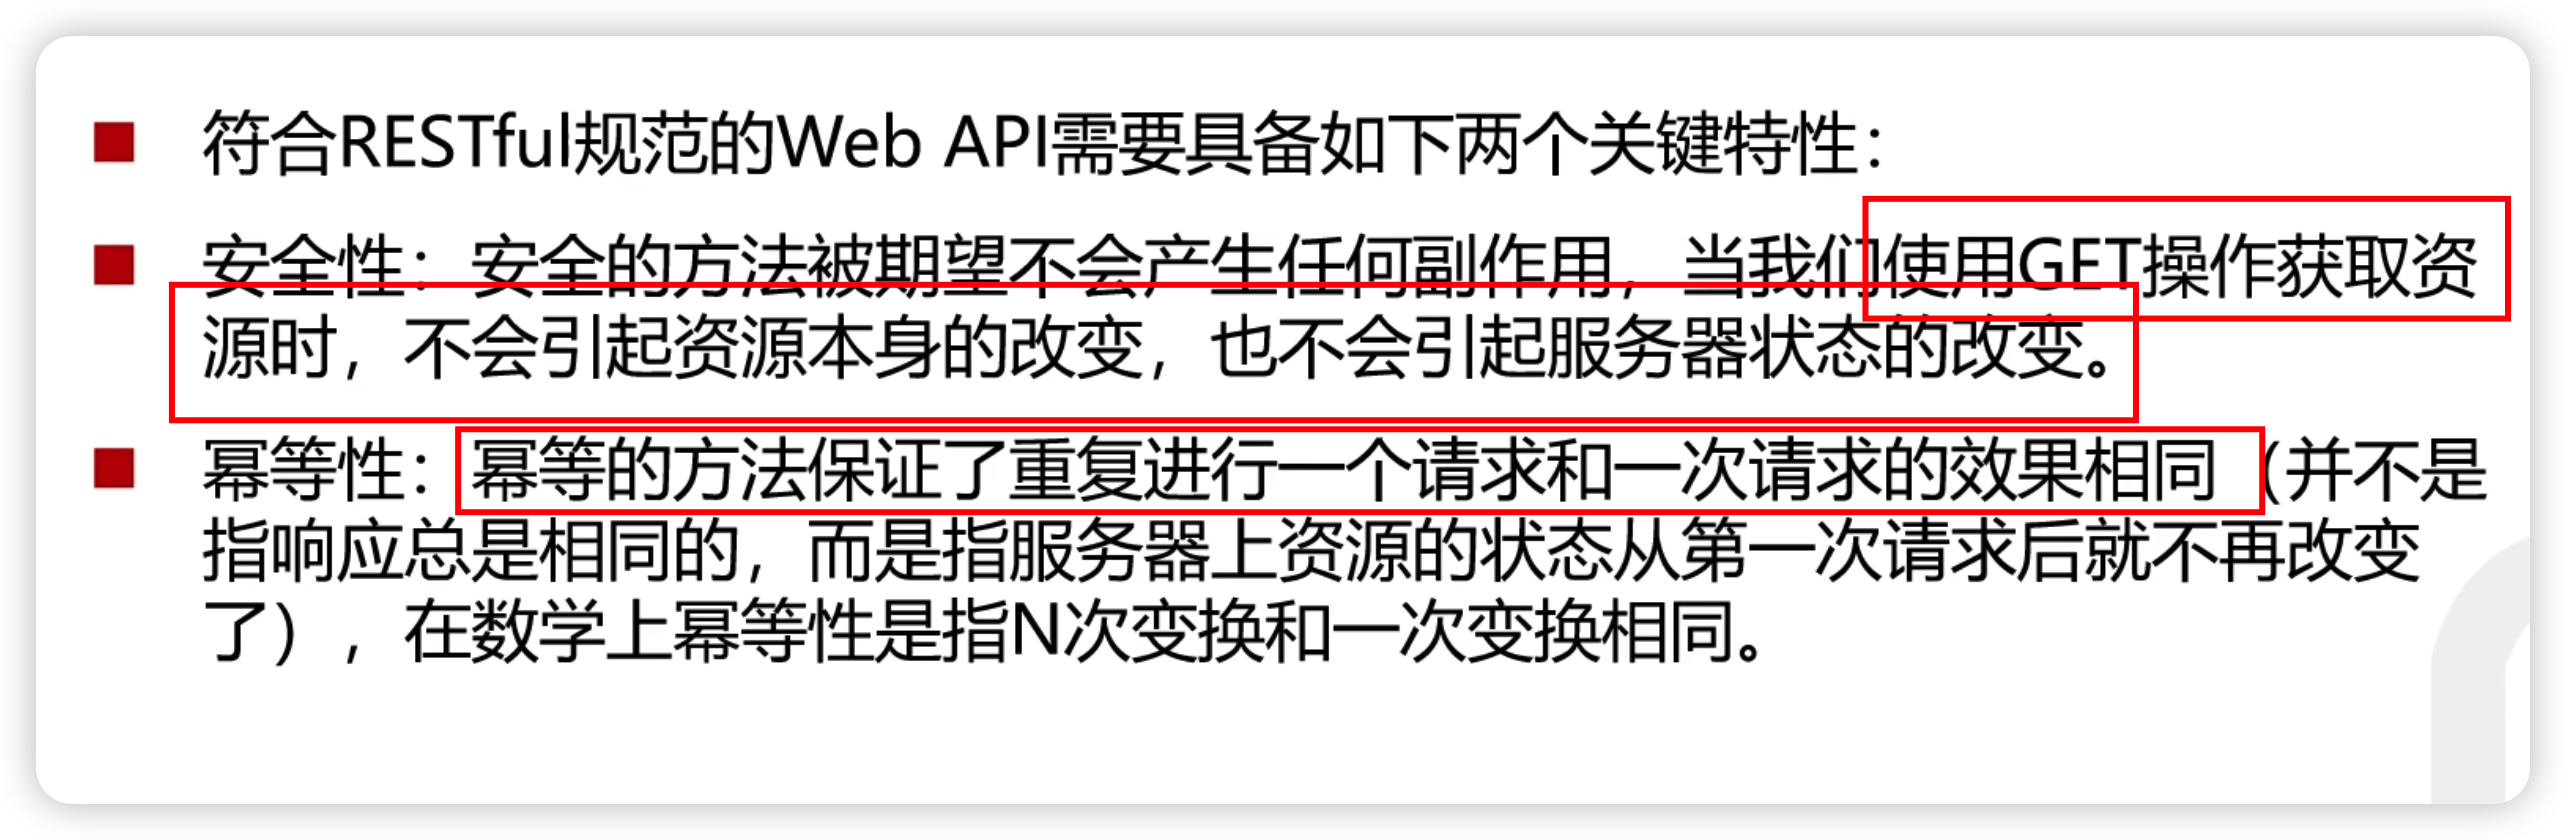 符合RESTful规范的Web API需要具备如下两个关键特性：
安全性：安全的方法被期望不会产生任何副作用，当我们使用GET操作获取资
源时，不会引起资源本身的改变，也不会引起服务器状态的改变。
幂等性：幂等的方法保证了重复进行一个请求和一次请求的效果相同（并不是
指响应总是相同的，而是指服务器上资源的状态从第一次请求后就不再改变
了），在数学上幂等性是指N次变换和一次变换相同。